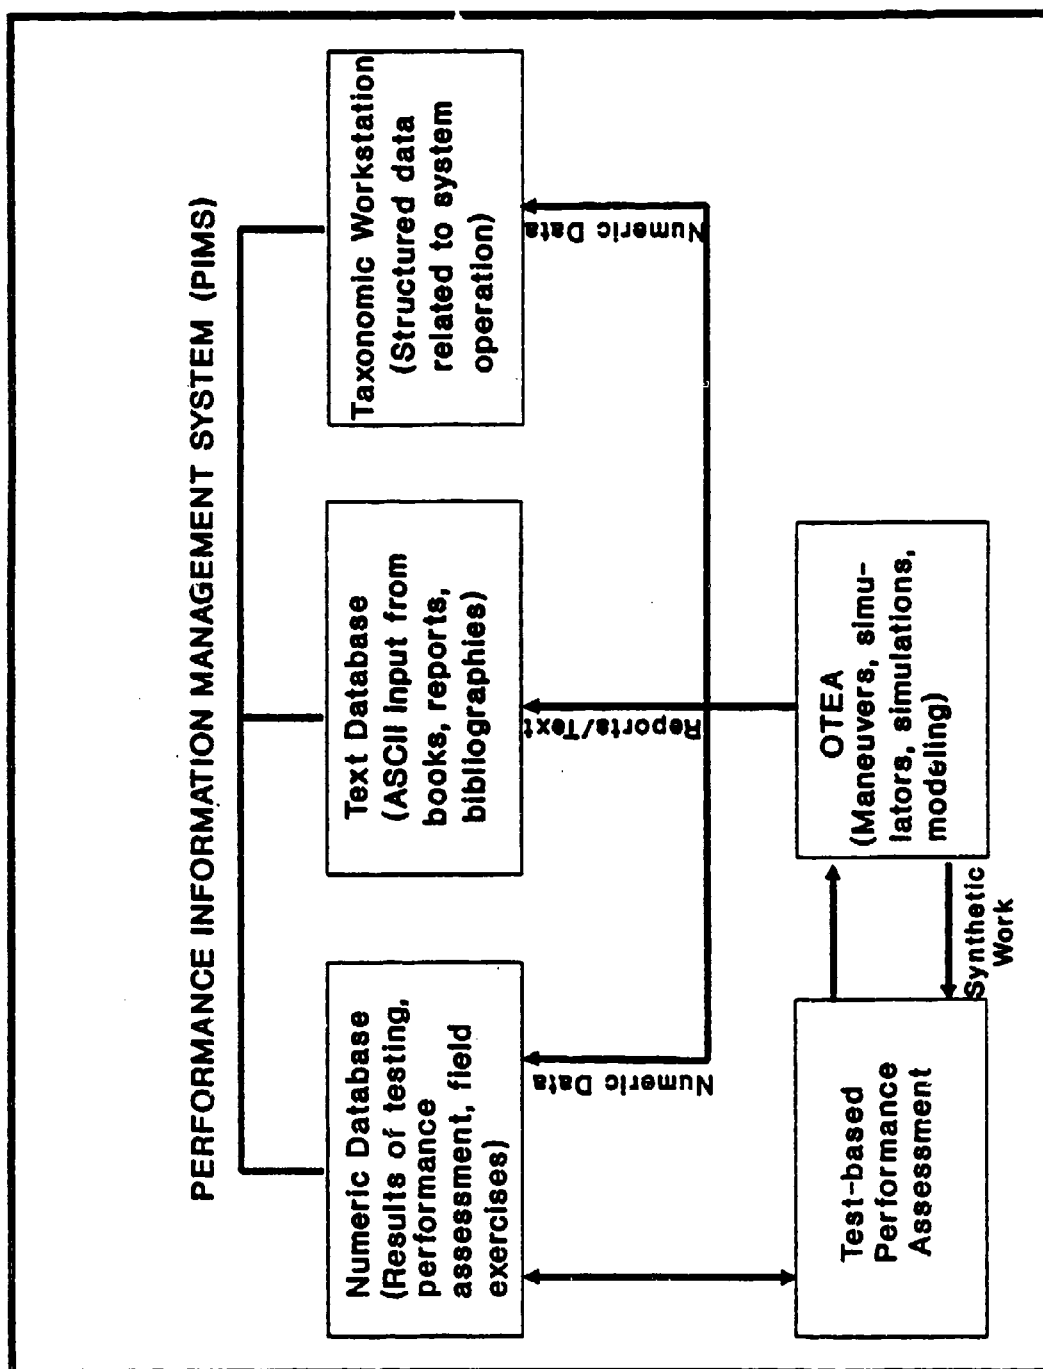 PERFORMANCE INFORMATION MANAGEMENT SYSTEM (PIMS)
Numeric Database
(Results of testing,
performance
assessment, field
exercises)
Text Database
(ASCII Input from
books, reports,
bibliographies)
Taxonomic Workstation
(Structured data
related to system
operation)
Numeric Data
Reports/Text
Numeric Data
Test-based
Performance
Assessment
Synthetic
Work
OTEA
(Maneuvers, simu-
lators, simulations,
modeling)